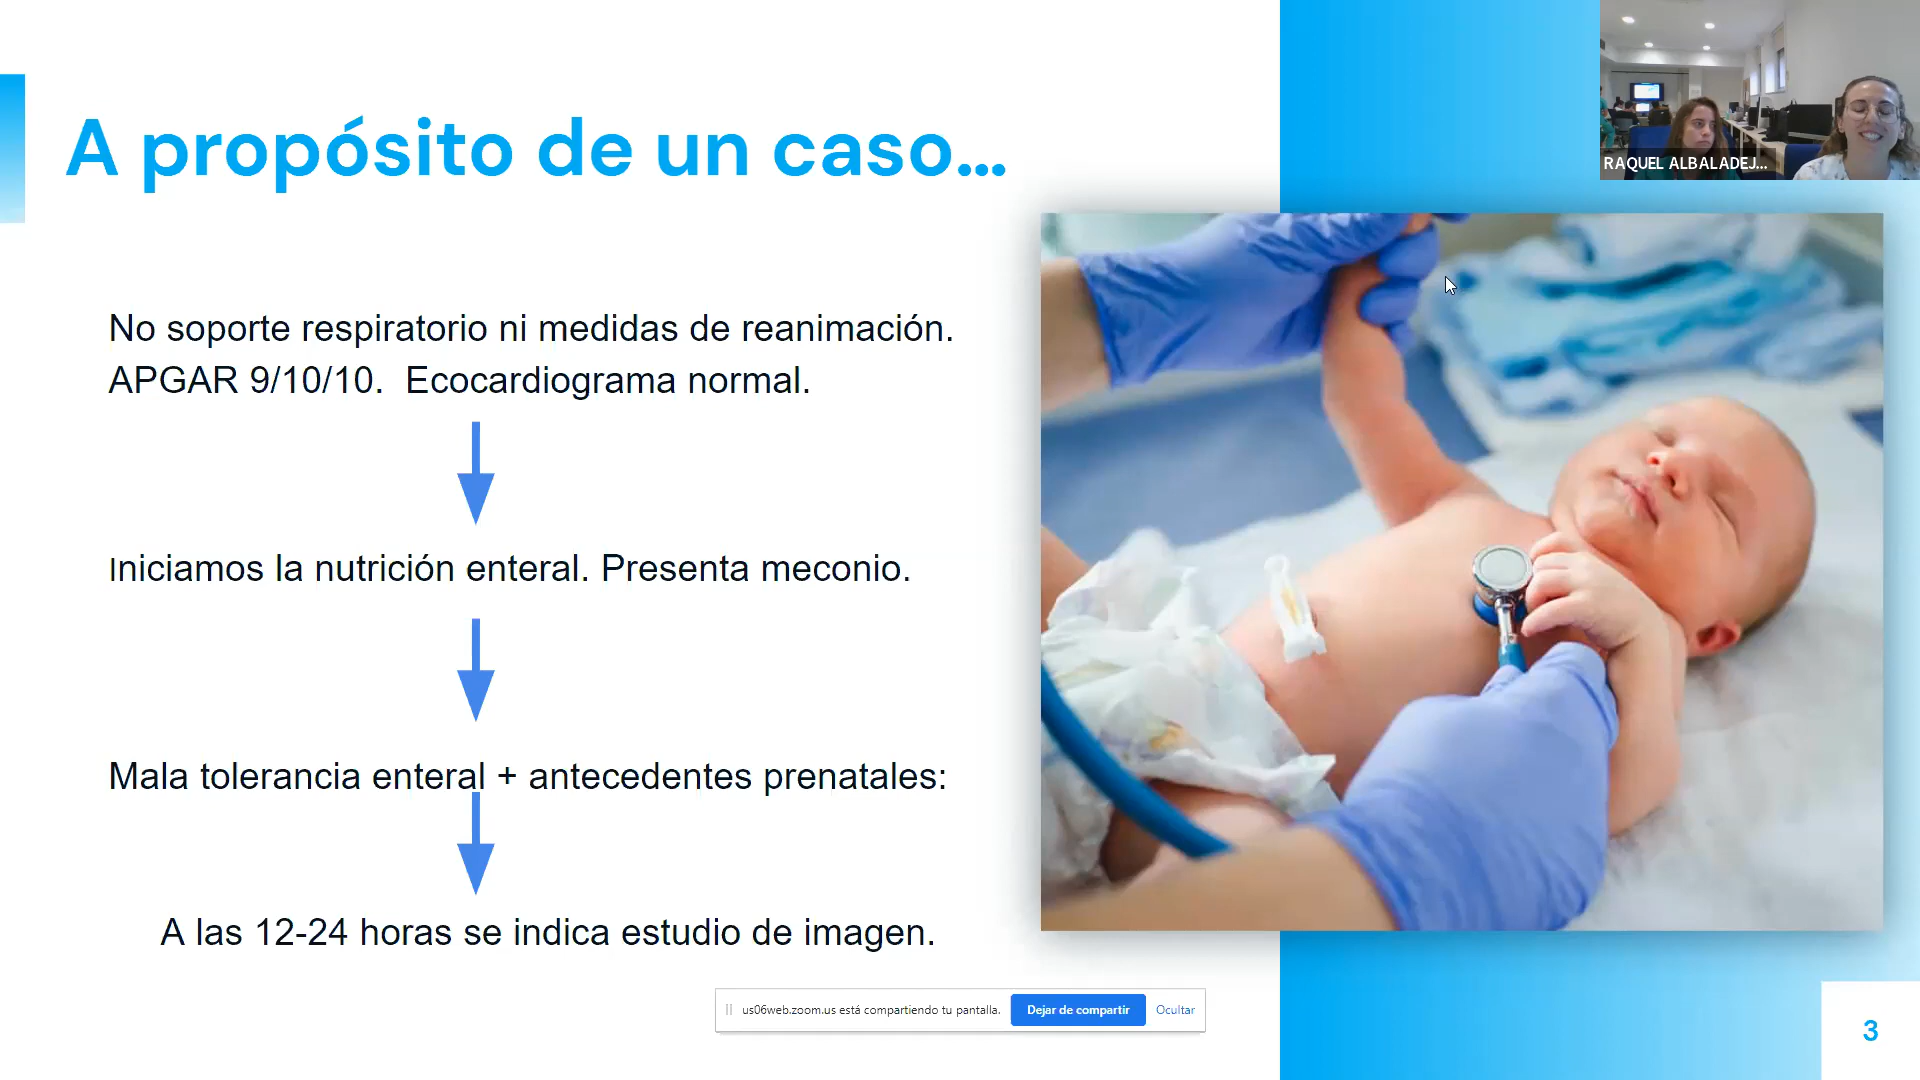 A propósito de un caso...
RAQUEL ALBALADEJ...
No soporte respiratorio ni medidas de reanimación.
APGAR 9/10/10. Ecocardiograma normal.
Iniciamos la nutrición enteral. Presenta meconio.
Mala tolerancia enteral + antecedentes prenatales:
A las 12-24 horas se indica estudio de imagen.
us06web.zoom.us está compartiendo tu pantalla. Dejar de compartir Ocultar
3